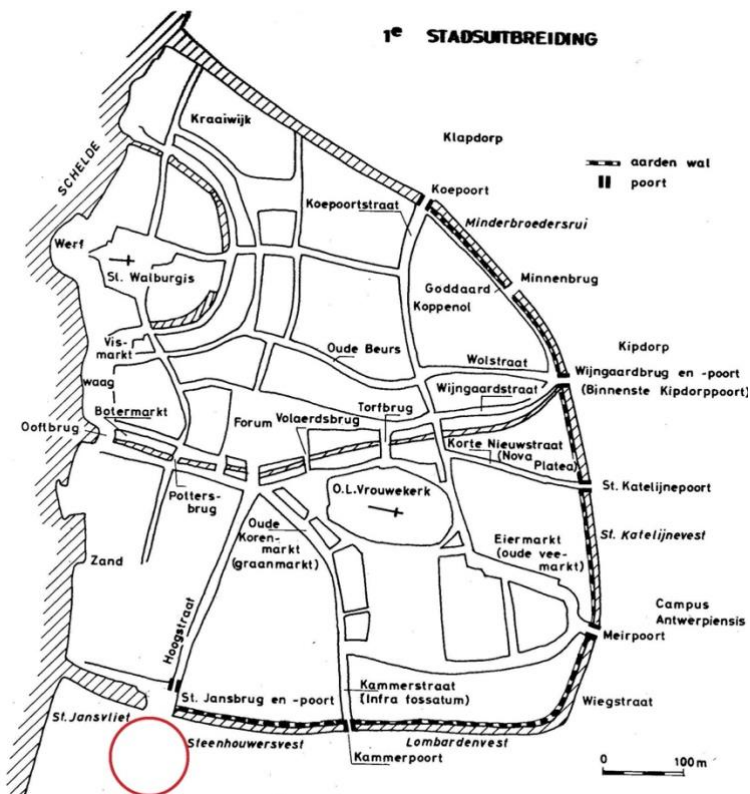 1e STADSUITBREIDING
Kraaiwijk
Klapdorp
aarden wal
poort
SCHELDE
Koepoort
Koepoortstraat
Minderbroedersrui
Werf
St. Walburgis
Goddaard
Koppenol
Minnenbrug
Vis-
markt
Oude Beurs
Kipdorp
Wolstraat
Wijngaardbrug en -poort
(Binnenste Kipdorppoort)
waag
Wijngaardstraat
Botermarkt
Torfbrug
Ooftbrug
Forum
Volaerdsbrug
Korte Nieuwstraat
(Nova
Platea)
Potters-
brug
O.L.Vrouwekerk
St. Katelijnepoort
Oude
Koren-
markt
(graanmarkt)
Eiermarkt
(oude vee-
markt)
St. Katelijnevest
Zand
Campus
Antwerpiensis
Hoogstraat
Meirpoort
St. Jansbrug en -poort
Kammerstraat
(Infra fossatum)
Wiegstraat
St. Jansvliet
Steenhouwersvest
Lombardenvest
Kammerpoort
0 100 m